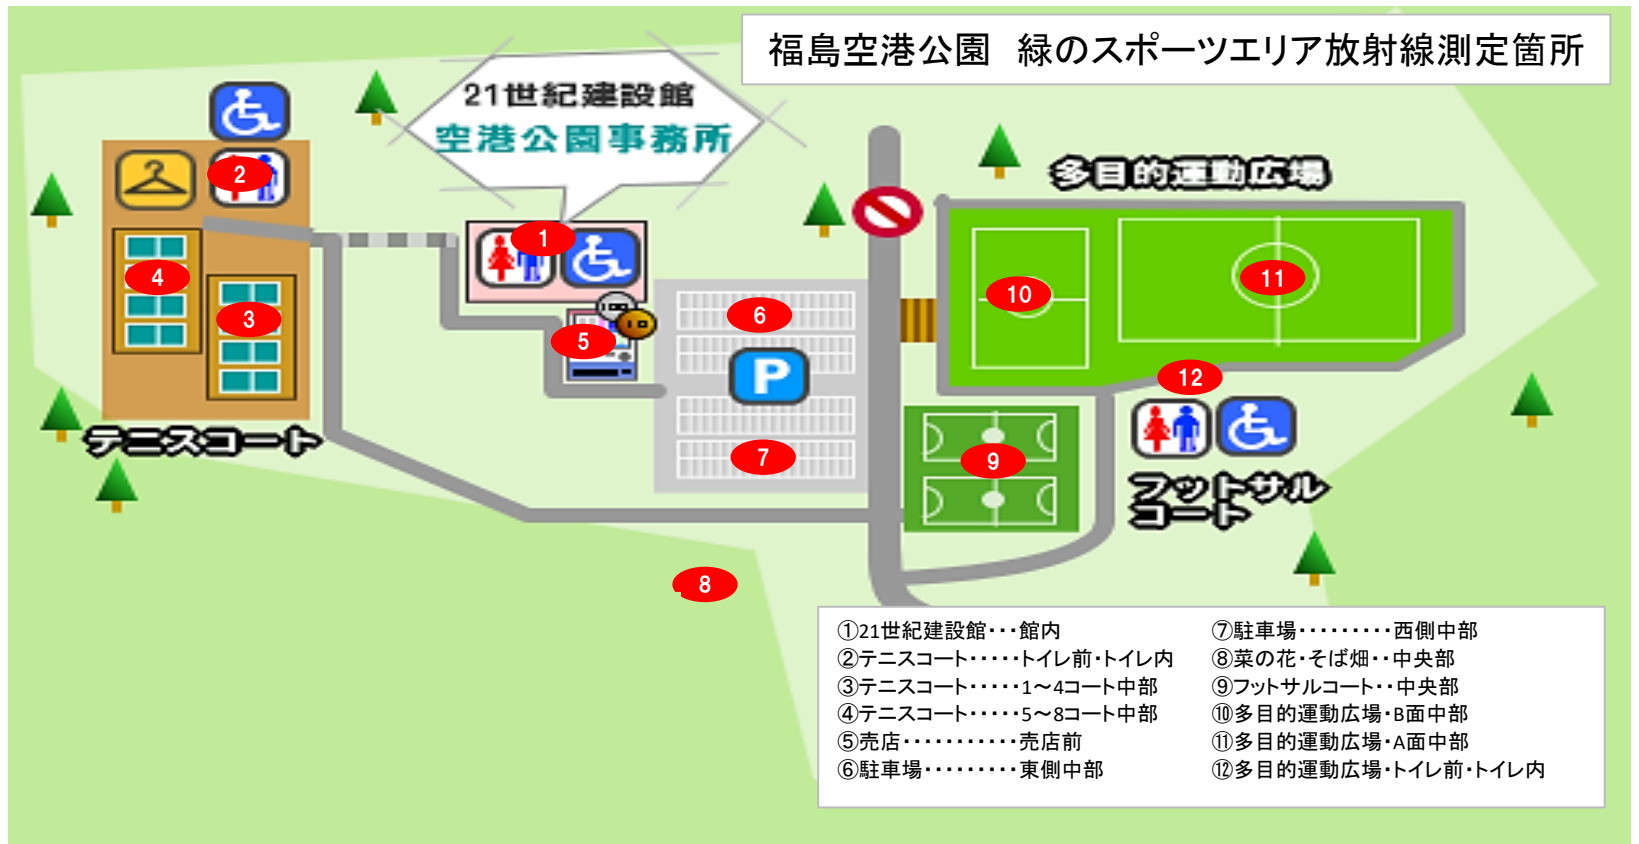 福島空港公園　緑のスポーツエリア放射線測定箇所
21世紀建設館
空港公園事務所
多目的運動広場
2
1
4
3
5
6
10
11
P
12
7
9
テニスコート
フットサル
コート
8
①21世紀建設館・・・館内
②テニスコート・・・・・トイレ前・トイレ内
③テニスコート・・・・・1～4コート中部
④テニスコート・・・・・5～8コート中部
⑤売店・・・・・・・・・・・売店前
⑥駐車場・・・・・・・・・東側中部
⑦駐車場・・・・・・・・・西側中部
⑧菜の花・そば畑・・中央部
⑨フットサルコート・・中央部
⑩多目的運動広場・B面中部
⑪多目的運動広場・A面中部
⑫多目的運動広場・トイレ前・トイレ内